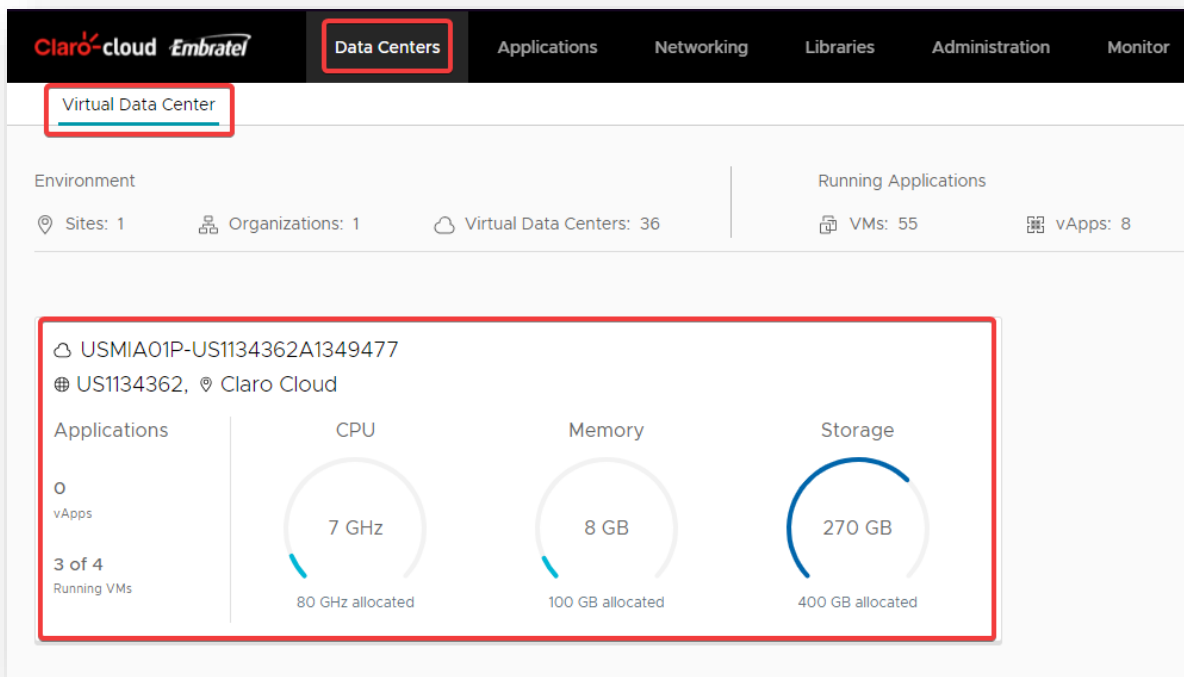 Claro-cloud Embratel Data Centers Applications Networking Libraries Administration Monitor
Virtual Data Center
Environment
Sites: 1 Organizations: 1 Virtual Data Centers: 36
Running Applications
VMs: 55 vApps: 8
USMIA01P-US1134362A1349477
US1134362, Claro Cloud
Applications
0
vApps
3 of 4
Running VMs
CPU
7 GHz
80 GHz allocated
Memory
8 GB
100 GB allocated
Storage
270 GB
400 GB allocated